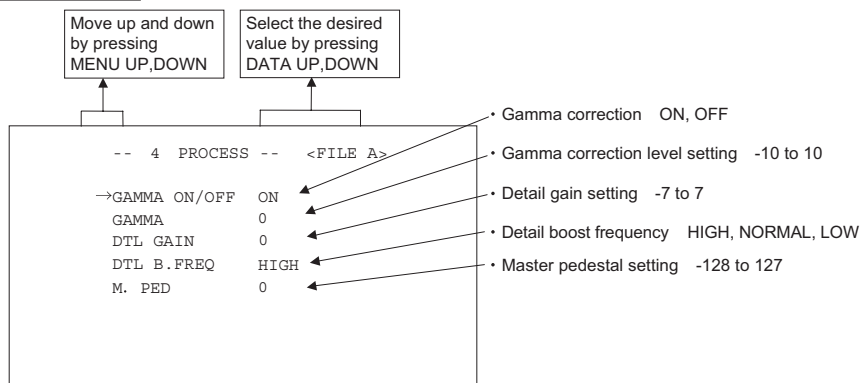 Move up and down
by pressing
MENU UP,DOWN
Select the desired
value by pressing
DATA UP,DOWN
-- 4 PROCESS -- <FILE A>
→GAMMA ON/OFF ON
GAMMA 0
DTL GAIN 0
DTL B.FREQ HIGH
M. PED 0
・Gamma correction ON, OFF
・Gamma correction level setting -10 to 10
・Detail gain setting -7 to 7
・Detail boost frequency HIGH, NORMAL, LOW
・Master pedestal setting -128 to 127